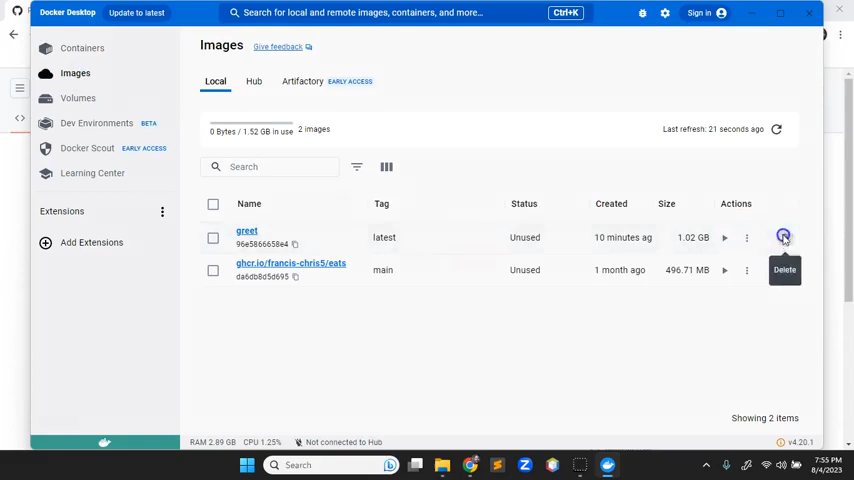 Docker Desktop Update to latest Search for local and remote images, containers, and more... Ctrl+K Sign in
Containers
Images
Volumes
Dev Environments BETA
Docker Scout EARLY ACCESS
Learning Center
Extensions
Add Extensions
Images Give feedback
Local Hub Artifactory EARLY ACCESS
0 Bytes / 1.52 GB in use 2 images Last refresh: 21 seconds ago
Search
Name Tag Status Created Size Actions
greet latest Unused 10 minutes ag 1.02 GB
96e5866658e4
ghcr.io/francis-chris5/eats main Unused 1 month ago 496.71 MB
da6db8d5d695
Delete
Showing 2 items
RAM 2.89 GB CPU 1.25% Not connected to Hub v4.20.1
Search 7:55 PM
8/4/2023